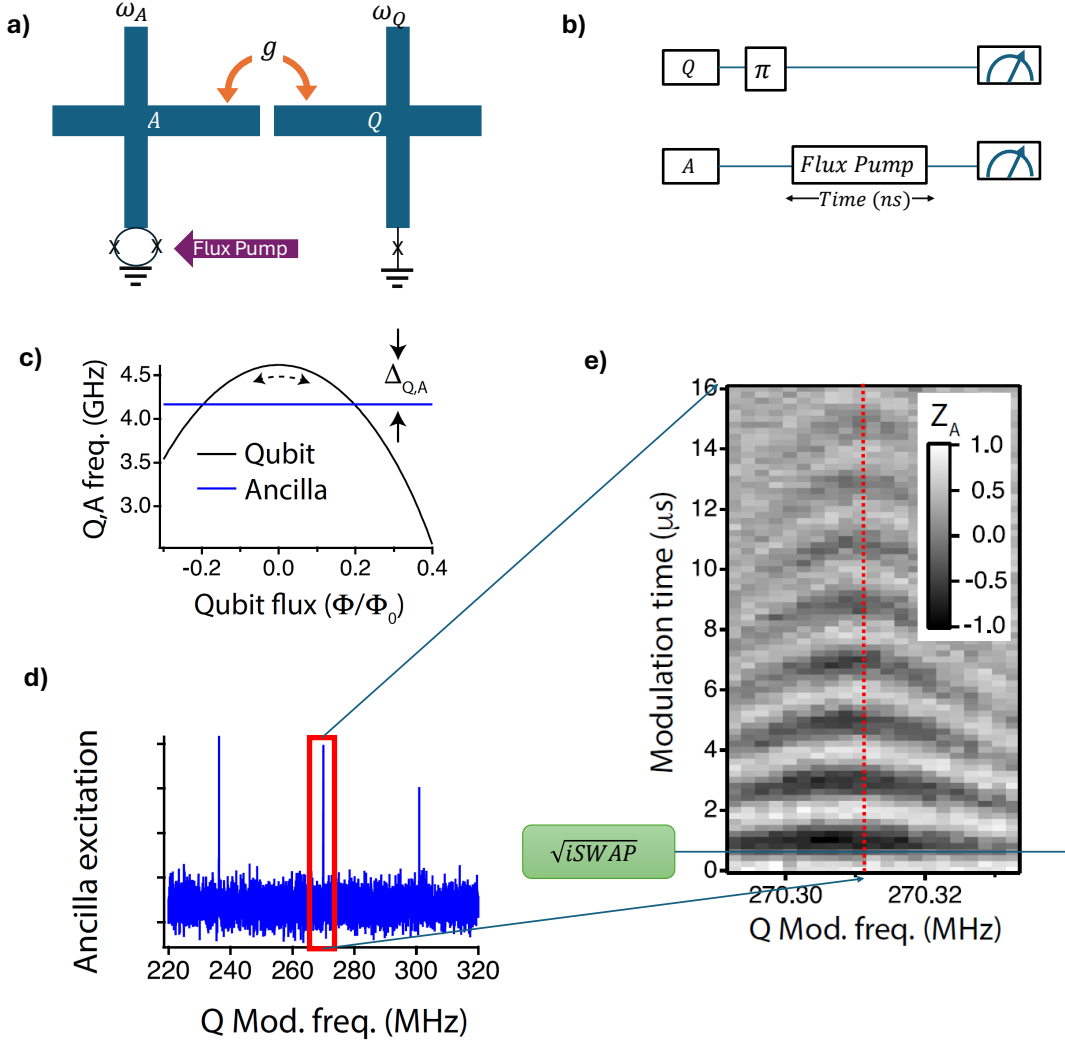 a)
ω_A
ω_Q
g
A
Q
Flux Pump
b)
Q
π
A
Flux Pump
Time (ns)
c)
Q,A freq. (GHz)
4.5
4.0
3.5
3.0
Δ_Q,A
Qubit
Ancilla
-0.2
0.0
0.2
0.4
Qubit flux (Φ/Φ_0)
d)
Ancilla excitation
220
240
260
280
300
320
Q Mod. freq. (MHz)
√iSWAP
e)
Modulation time (μs)
16
14
12
10
8
6
4
2
0
Z_A
1.0
0.5
0.0
-0.5
-1.0
270.30
270.32
Q Mod. freq. (MHz)